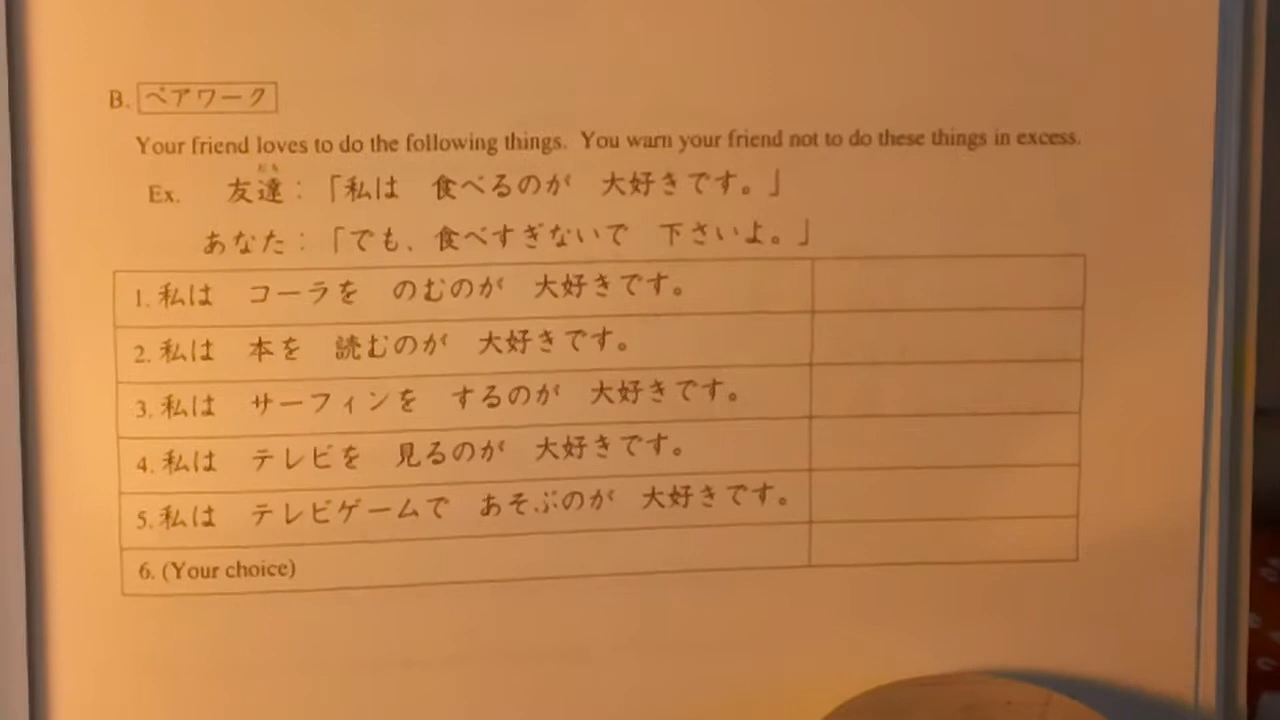 B. ペアワーク
Your friend loves to do the following things. You warn your friend not to do these things in excess.
だち
Ex. 友達：「私は 食べるのが 大好きです。」
あなた：「でも、食べすぎないで 下さいよ。」
1. 私は コーラを のむのが 大好きです。
2. 私は 本を 読むのが 大好きです。
3. 私は サーフィンを するのが 大好きです。
4. 私は テレビを 見るのが 大好きです。
5. 私は テレビゲームで あそぶのが 大好きです。
6. (Your choice)